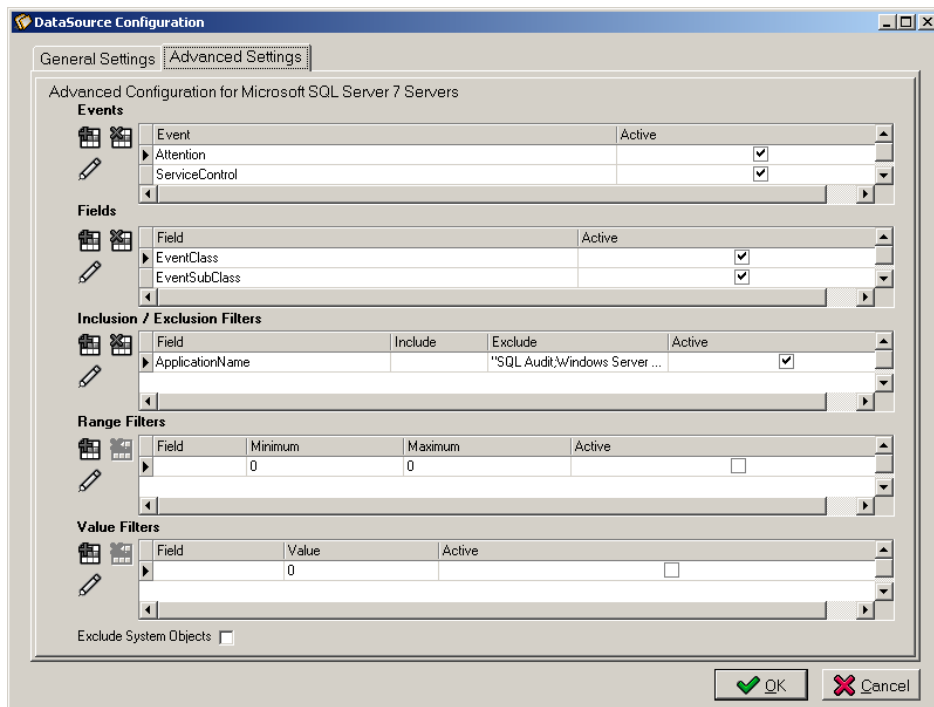 DataSource Configuration
General Settings Advanced Settings
Advanced Configuration for Microsoft SQL Server 7 Servers
Events
Event Active
Attention
ServiceControl
Fields
Field Active
EventClass
EventSubClass
Inclusion / Exclusion Filters
Field Include Exclude Active
ApplicationName "SQL Audit;Windows Server ...
Range Filters
Field Minimum Maximum Active
0 0
Value Filters
Field Value Active
0
Exclude System Objects
OK Cancel